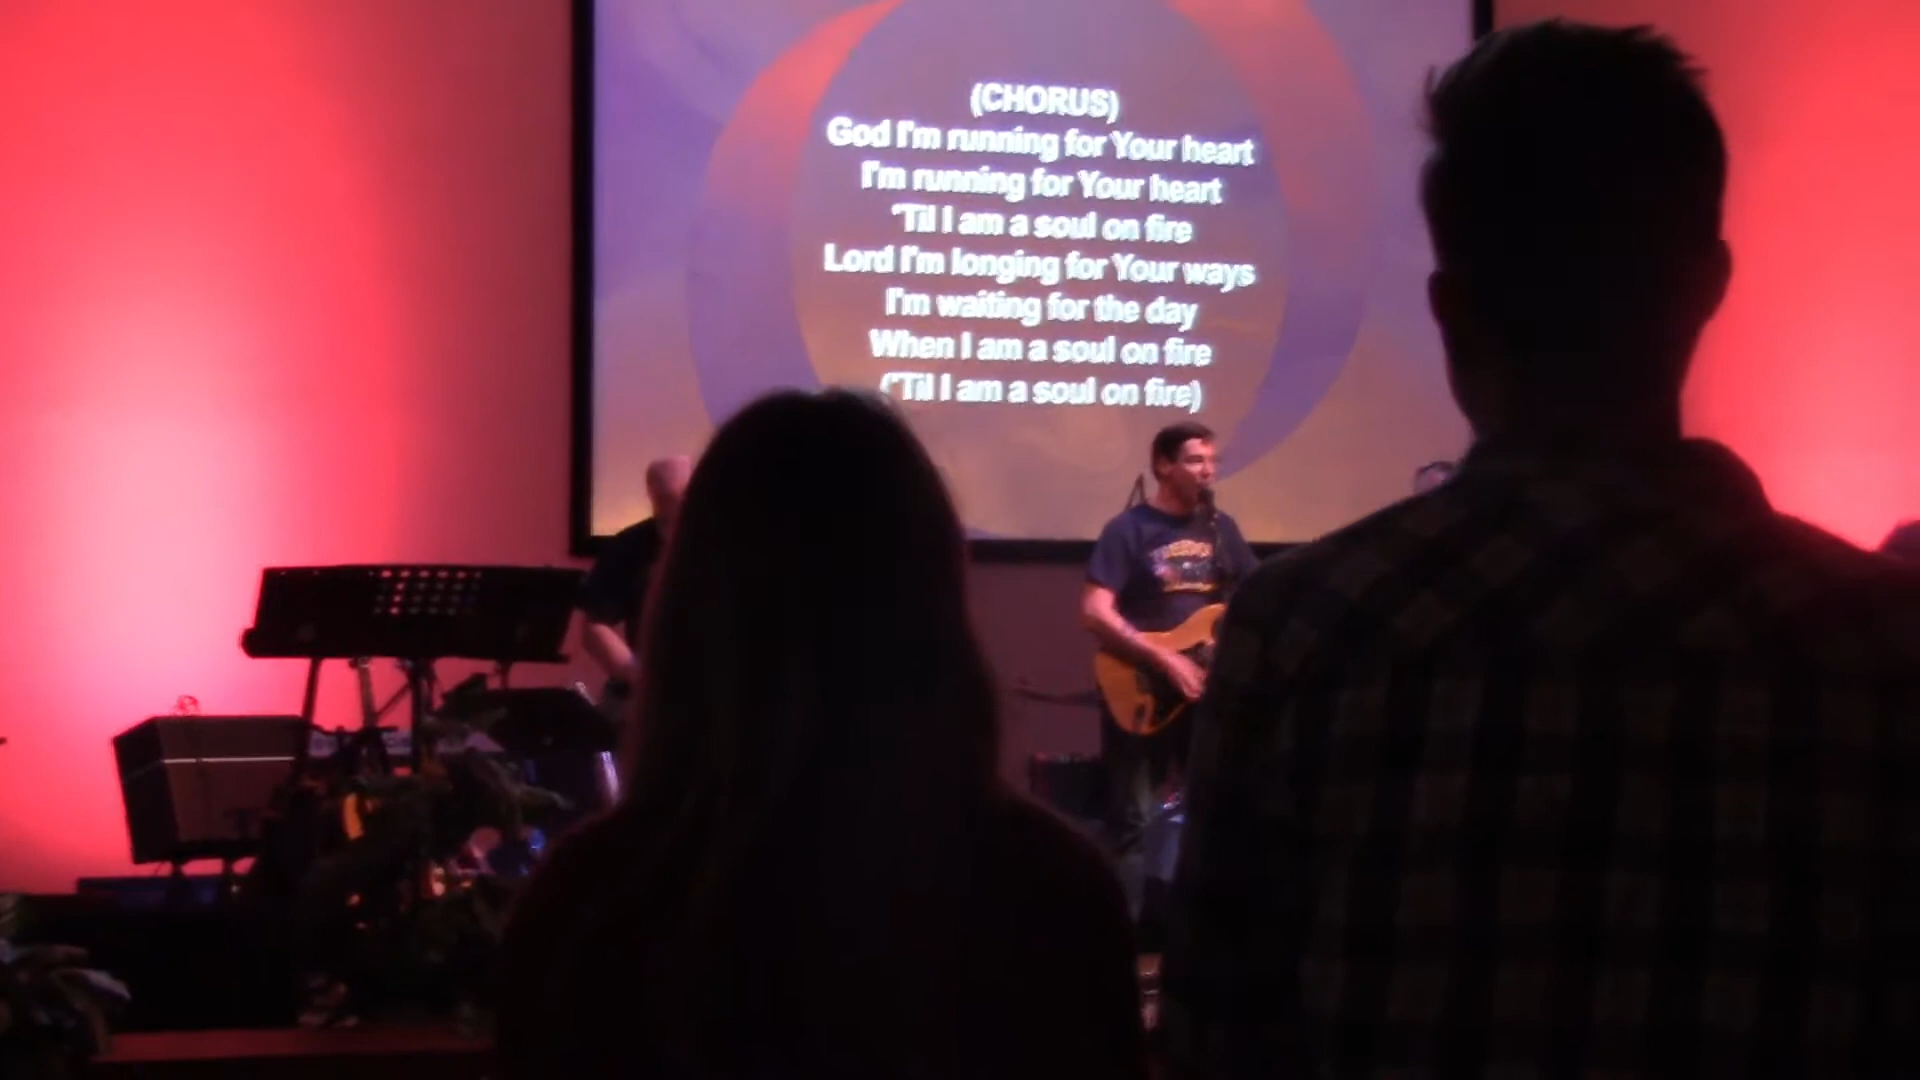 (CHORUS)
God I'm running for Your heart
I'm running for Your heart
'Til I am a soul on fire
Lord I'm longing for Your ways
I'm waiting for the day
When I am a soul on fire
('Til I am a soul on fire)